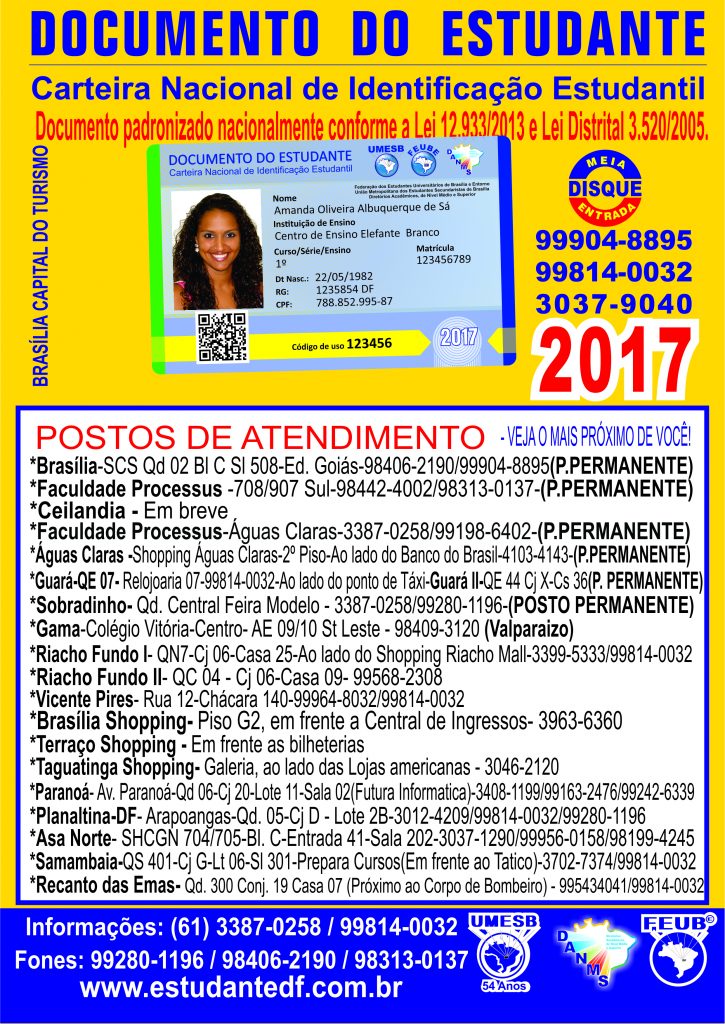 DOCUMENTO DO ESTUDANTE
Carteira Nacional de Identificação Estudantil
Documento padronizado nacionalmente conforme a Lei 12.933/2013 e Lei Distrital 3.520/2005.
BRASÍLIA CAPITAL DO TURISMO
DOCUMENTO DO ESTUDANTE
Carteira Nacional de Identificação Estudantil
UMESB
FEUBE
DANMS
Federação dos Estudantes Universitários de Brasília e Entorno
União Metropolitana dos Estudantes Secundaristas de Brasília
Diretórios Acadêmicos, de Nível Médio e Superior
Nome
Amanda Oliveira Albuquerque de Sá
Instituição de Ensino
Centro de Ensino Elefante Branco
Curso/Série/Ensino Matrícula
1º 123456789
Dt Nasc.: 22/05/1982
RG: 1235854 DF
CPF: 788.852.995-87
Código de uso 123456
2017
MEIA
DISQUE
ENTRADA
99904-8895
99814-0032
3037-9040
2017
POSTOS DE ATENDIMENTO - VEJA O MAIS PRÓXIMO DE VOCÊ!
*Brasília-SCS Qd 02 Bl C Sl 508-Ed. Goiás-98406-2190/99904-8895(P.PERMANENTE)
*Faculdade Processus -708/907 Sul-98442-4002/98313-0137-(P.PERMANENTE)
*Ceilandia - Em breve
*Faculdade Processus-Águas Claras-3387-0258/99198-6402-(P.PERMANENTE)
*Águas Claras -Shopping Águas Claras-2º Piso-Ao lado do Banco do Brasil-4103-4143-(P.PERMANENTE)
*Guará-QE 07- Relojoaria 07-99814-0032-Ao lado do ponto de Táxi-Guará II-QE 44 Cj X-Cs 36(P. PERMANENTE)
*Sobradinho- Qd. Central Feira Modelo - 3387-0258/99280-1196-(POSTO PERMANENTE)
*Gama-Colégio Vitória-Centro- AE 09/10 St Leste - 98409-3120 (Valparaizo)
*Riacho Fundo I- QN7-Cj 06-Casa 25-Ao lado do Shopping Riacho Mall-3399-5333/99814-0032
*Riacho Fundo II- QC 04 - Cj 06-Casa 09- 99568-2308
*Vicente Pires- Rua 12-Chácara 140-99964-8032/99814-0032
*Brasília Shopping- Piso G2, em frente a Central de Ingressos- 3963-6360
*Terraço Shopping - Em frente as bilheterias
*Taguatinga Shopping- Galeria, ao lado das Lojas americanas - 3046-2120
*Paranoá- Av. Paranoá-Qd 06-Cj 20-Lote 11-Sala 02(Futura Informatica)-3408-1199/99163-2476/99242-6339
*Planaltina-DF- Arapoangas-Qd. 05-Cj D - Lote 2B-3012-4209/99814-0032/99280-1196
*Asa Norte- SHCGN 704/705-Bl. C-Entrada 41-Sala 202-3037-1290/99956-0158/98199-4245
*Samambaia-QS 401-Cj G-Lt 06-Sl 301-Prepara Cursos(Em frente ao Tatico)-3702-7374/99814-0032
*Recanto das Emas- Qd. 300 Conj. 19 Casa 07 (Próximo ao Corpo de Bombeiro) - 995434041/99814-0032
Informações: (61) 3387-0258 / 99814-0032
Fones: 99280-1196 / 98406-2190 / 98313-0137
www.estudantedf.com.br
UMESB
54 Anos
DANMS
F.E.UB©